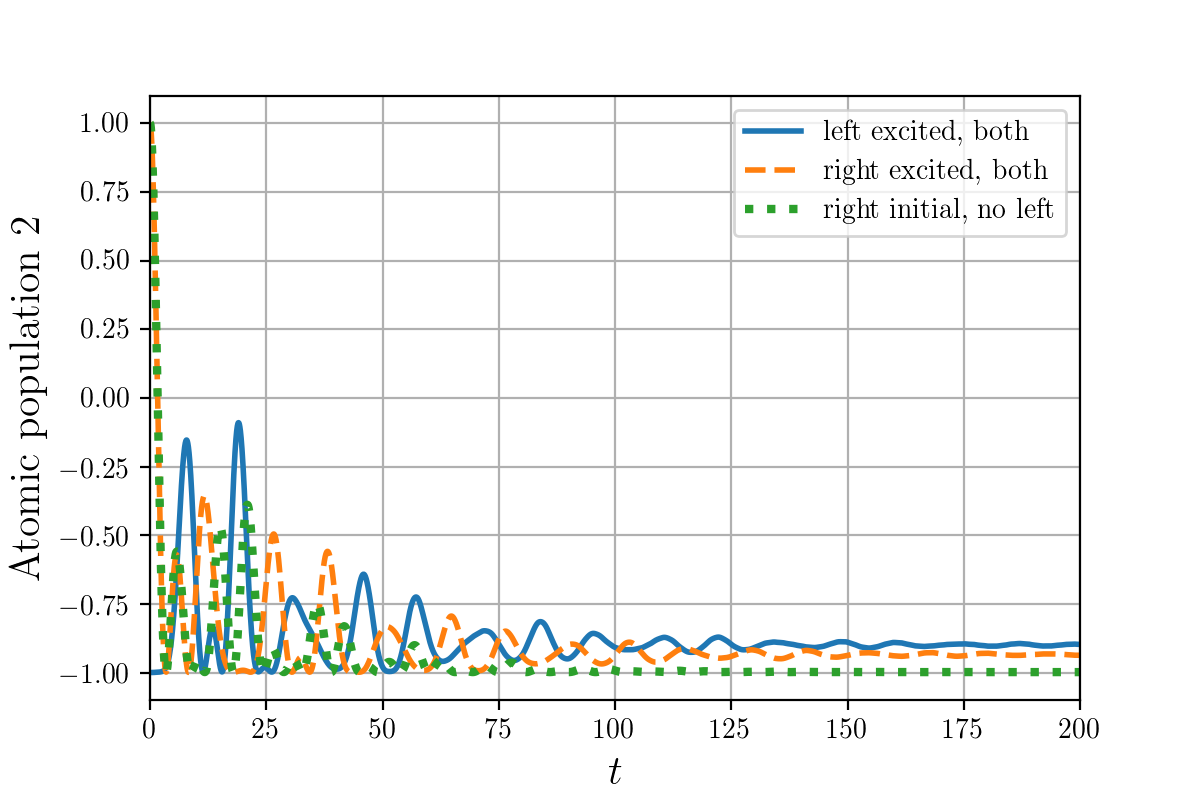 left excited, both
right excited, both
right initial, no left
Atomic population 2
1.00
0.75
0.50
0.25
0.00
−0.25
−0.50
−0.75
−1.00
0 25 50 75 100 125 150 175 200
t